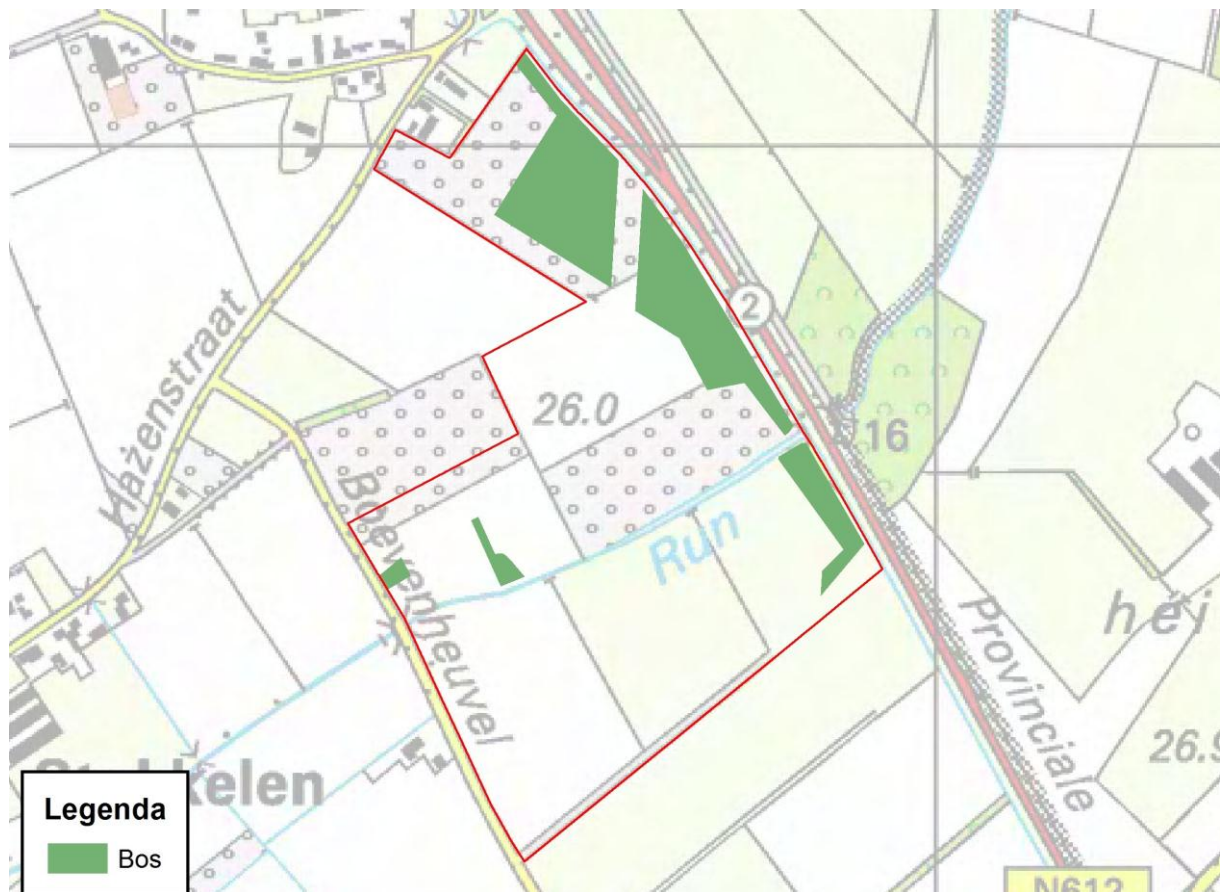 2
Hazenstraat
26.0
16
Boevenheuvel
Run
hei
Provinciale
26.9
kelen
Legenda
Bos
N612